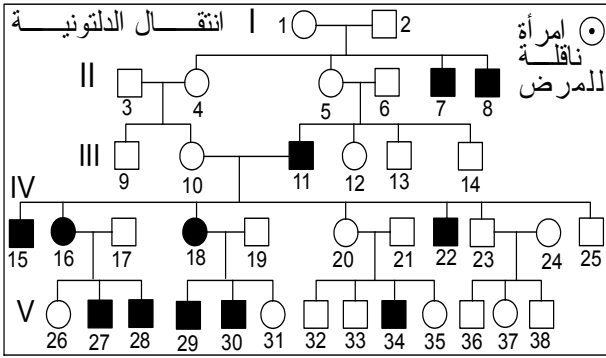 انتقال الدلتونية
امرأة
ناقلة
للمرض
I 1 2
II 3 4 5 6 7 8
III 9 10 11 12 13 14
IV
15 16 17 18 19 20 21 22 23 24 25
V
26 27 28 29 30 31 32 33 34 35 36 37 38